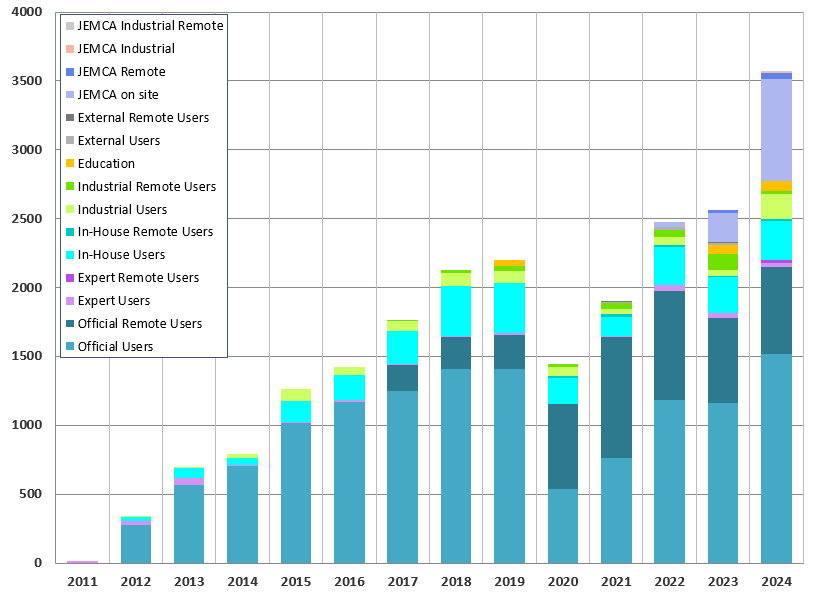 4000
3500
3000
2500
2000
1500
1000
500
0
JEMCA Industrial Remote
JEMCA Industrial
JEMCA Remote
JEMCA on site
External Remote Users
External Users
Education
Industrial Remote Users
Industrial Users
In-House Remote Users
In-House Users
Expert Remote Users
Expert Users
Official Remote Users
Official Users
2011 2012 2013 2014 2015 2016 2017 2018 2019 2020 2021 2022 2023 2024